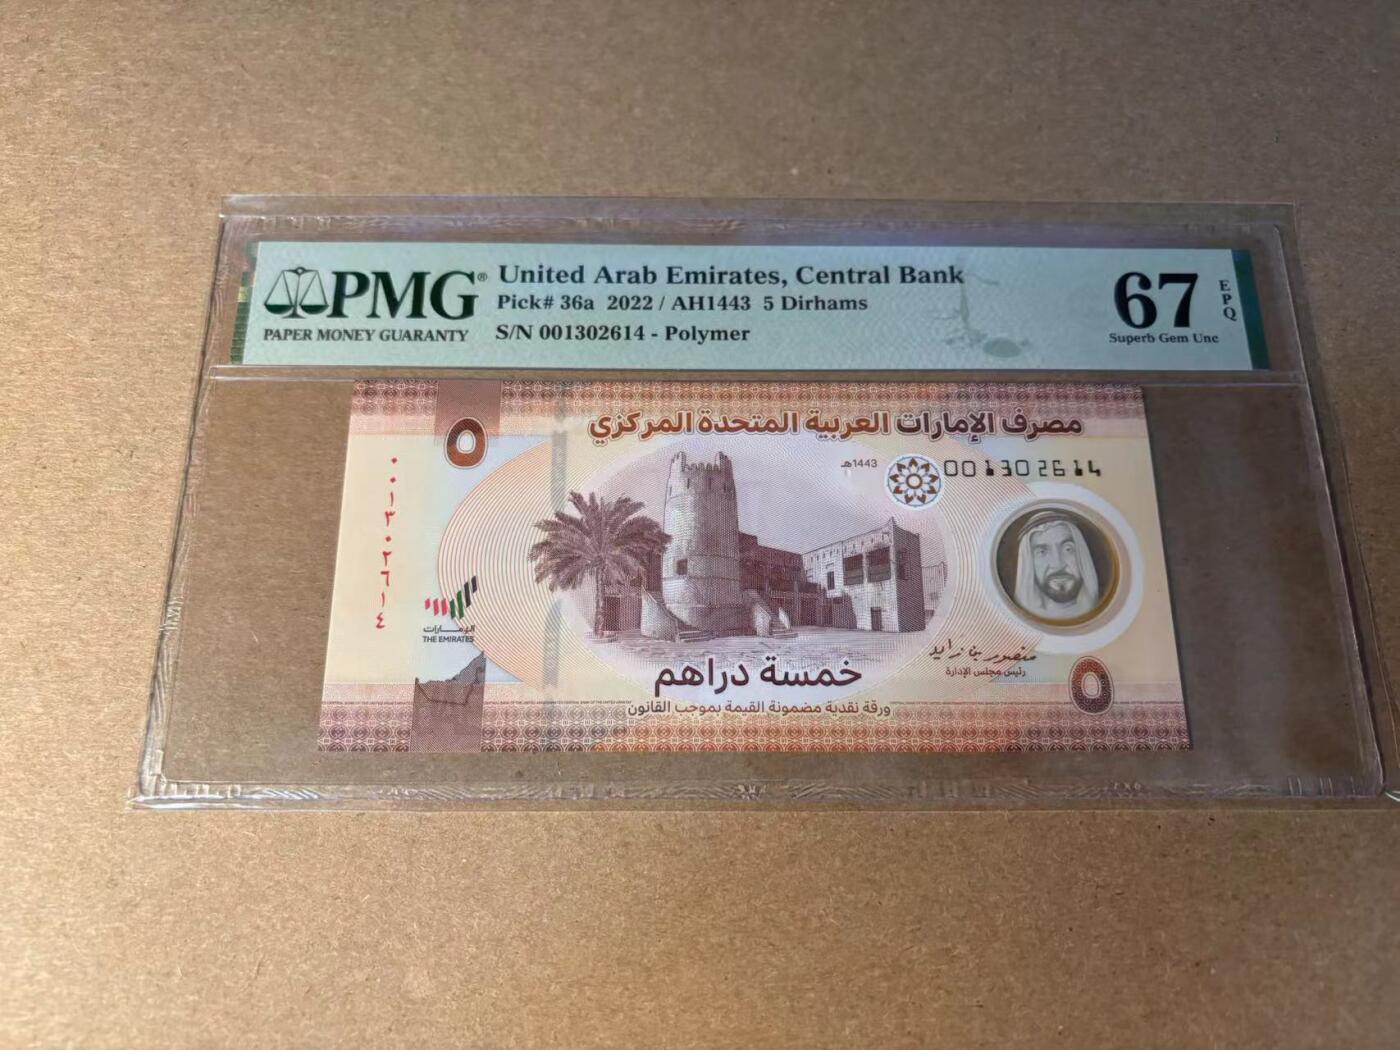 PMG®
PAPER MONEY GUARANTY
United Arab Emirates, Central Bank
Pick# 36a 2022 / AH1443 5 Dirhams
S/N 001302614 - Polymer
67
EPQ
Superb Gem Unc
مصرف الإمارات العربية المتحدة المركزي
٥
1443هـ
001302614
٠٠١٣٠٢٦١٤
الإمارات
THE EMIRATES
منصور بن زايد
رئيس مجلس الإدارة
خمسة دراهم
٥
ورقة نقدية مضمونة القيمة بموجب القانون